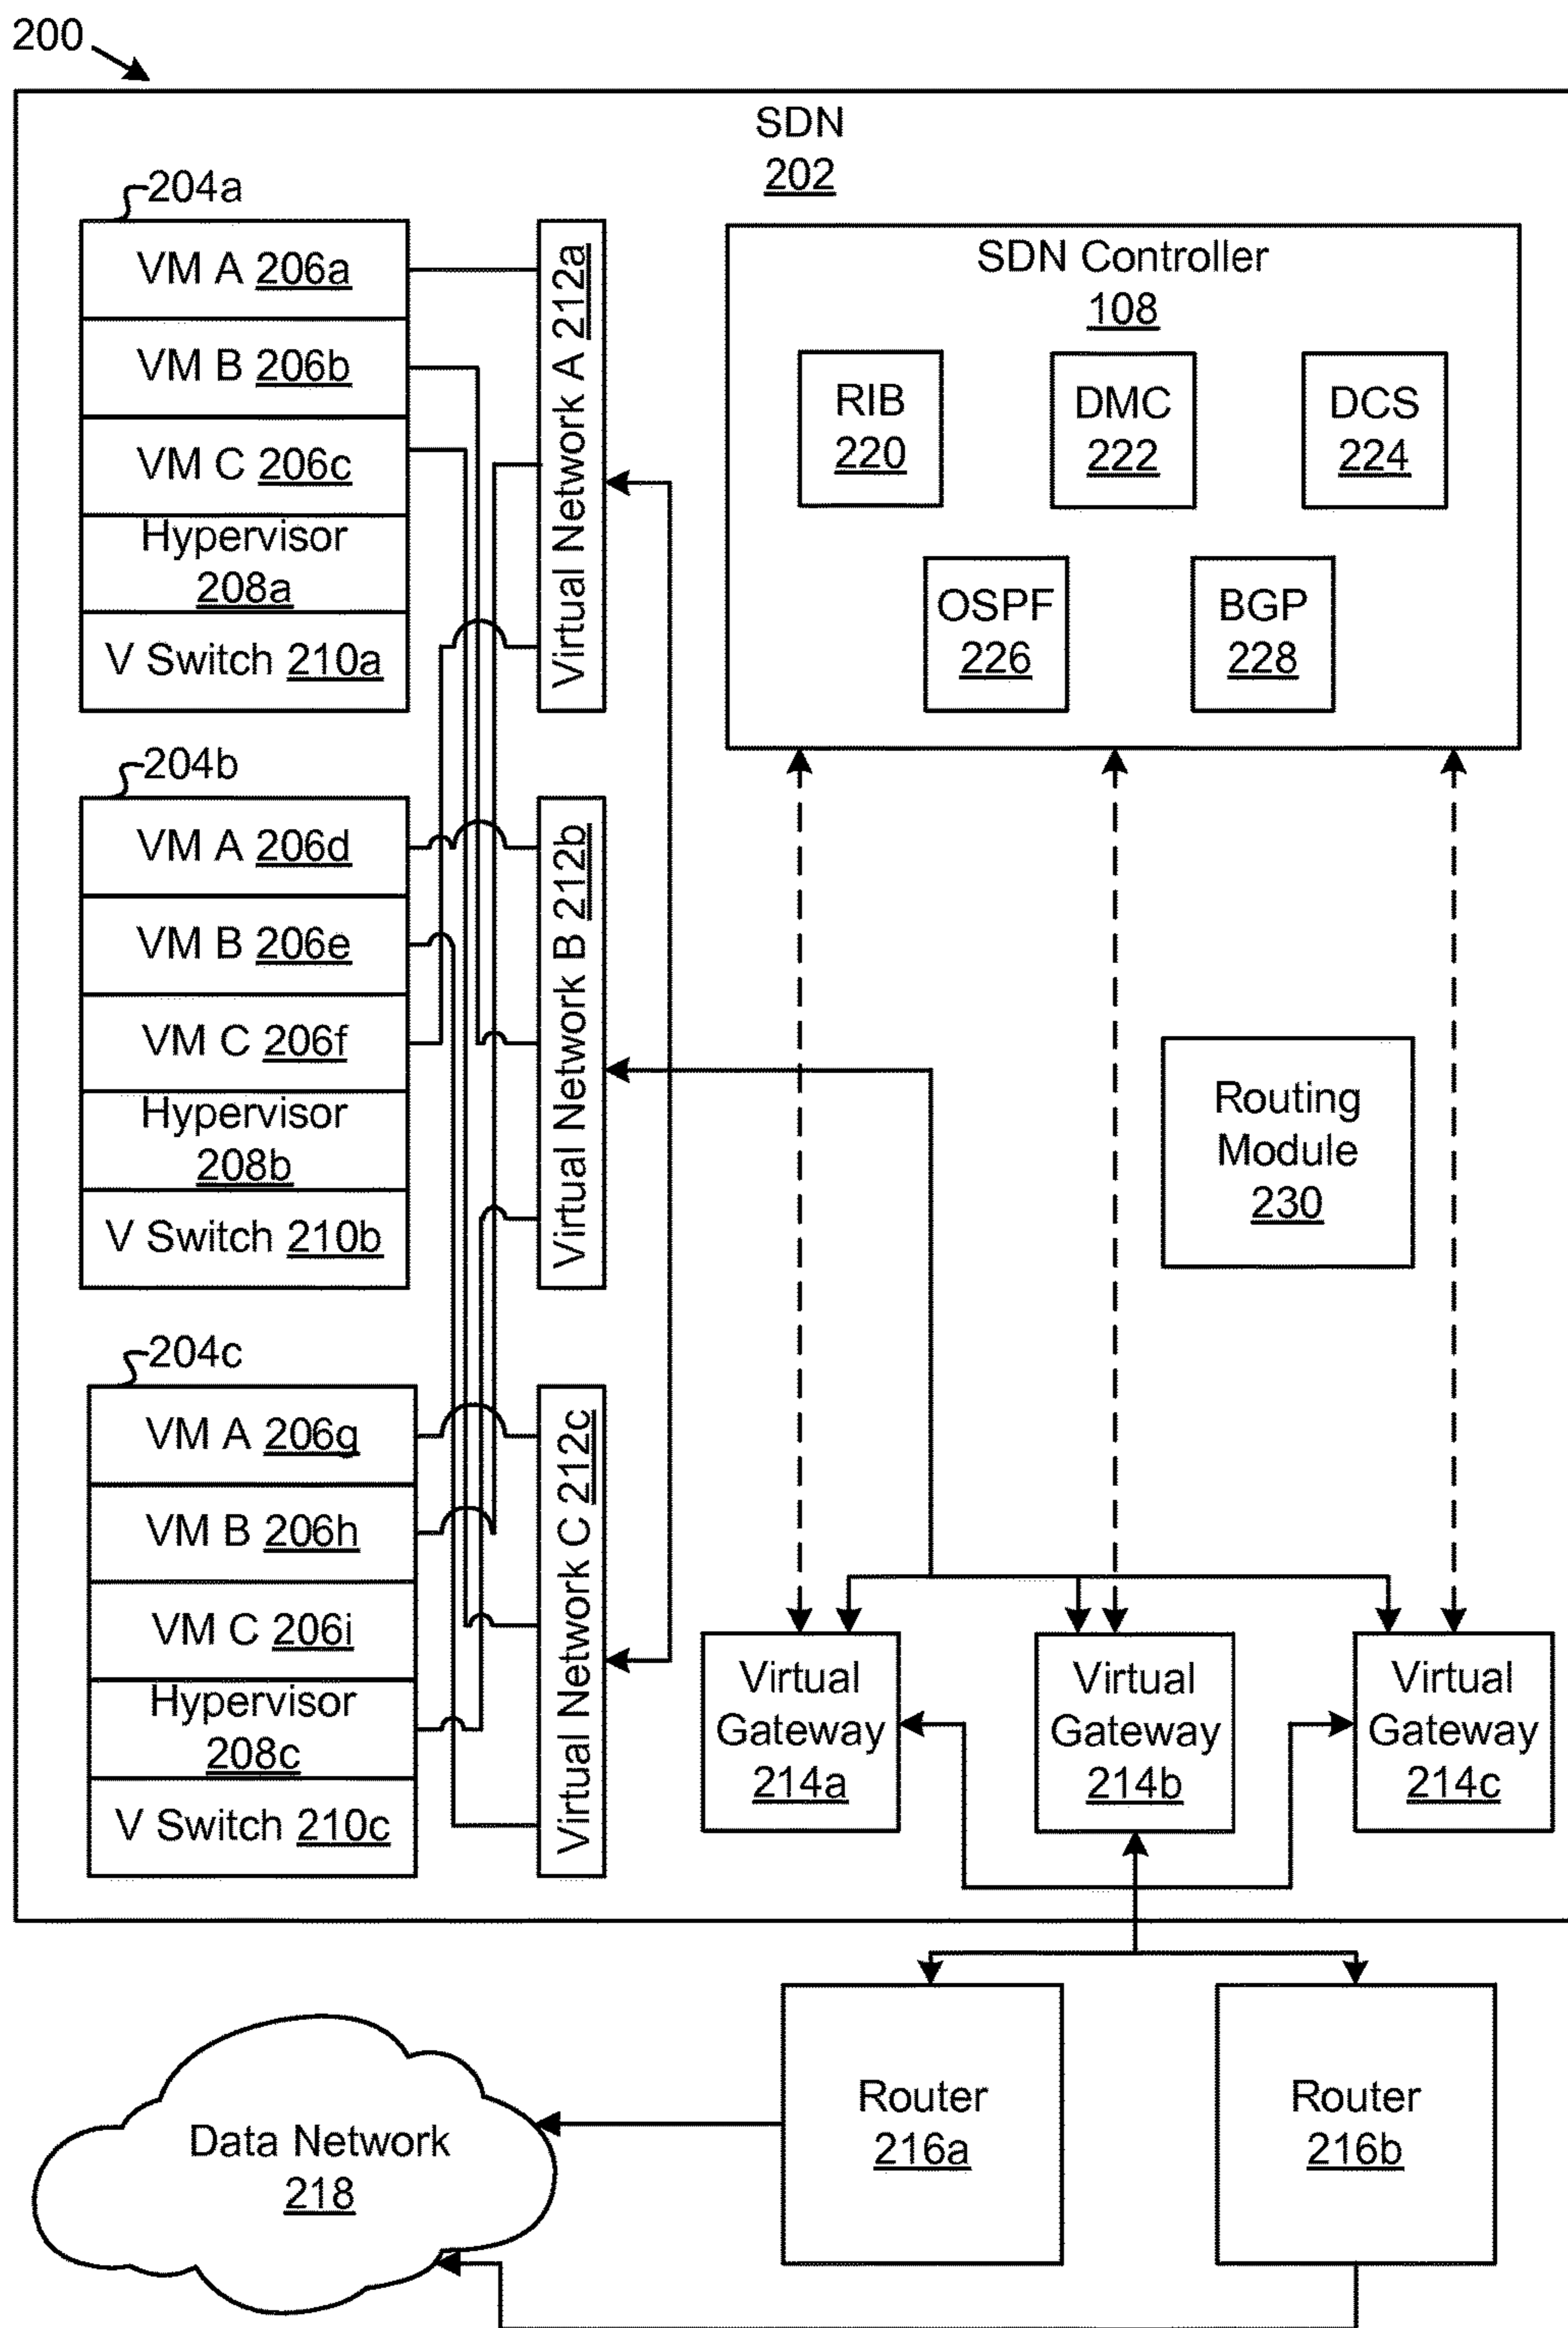 200
SDN
202
204a
VM A 206a
VM B 206b
VM C 206c
Hypervisor
208a
V Switch 210a
Virtual Network A 212a
SDN Controller
108
RIB
220
DMC
222
DCS
224
OSPF
226
BGP
228
204b
VM A 206d
VM B 206e
VM C 206f
Hypervisor
208b
V Switch 210b
Virtual Network B 212b
Routing
Module
230
204c
VM A 206g
VM B 206h
VM C 206i
Hypervisor
208c
V Switch 210c
Virtual Network C 212c
Virtual
Gateway
214a
Virtual
Gateway
214b
Virtual
Gateway
214c
Router
216a
Router
216b
Data Network
218